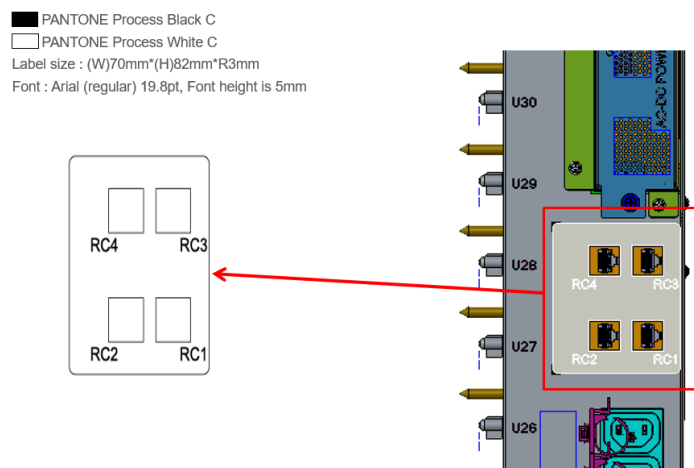 PANTONE Process Black C
PANTONE Process White C
Label size : (W)70mm*(H)82mm*R3mm
Font : Arial (regular) 19.8pt, Font height is 5mm
RC4 RC3
RC2 RC1
U30
U29
U28
U27
U26
RC4 RC3
RC2 RC1